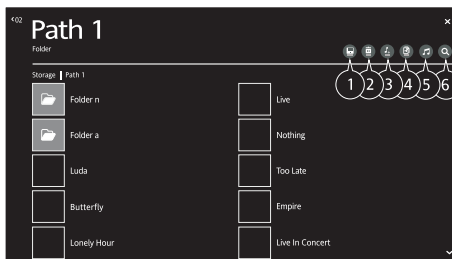 <02
Path 1
×
Folder
1 2 3 4 5 6
Storage | Path 1
Folder n
Live
Folder a
Nothing
Luda
Too Late
Butterfly
Empire
Lonely Hour
Live In Concert